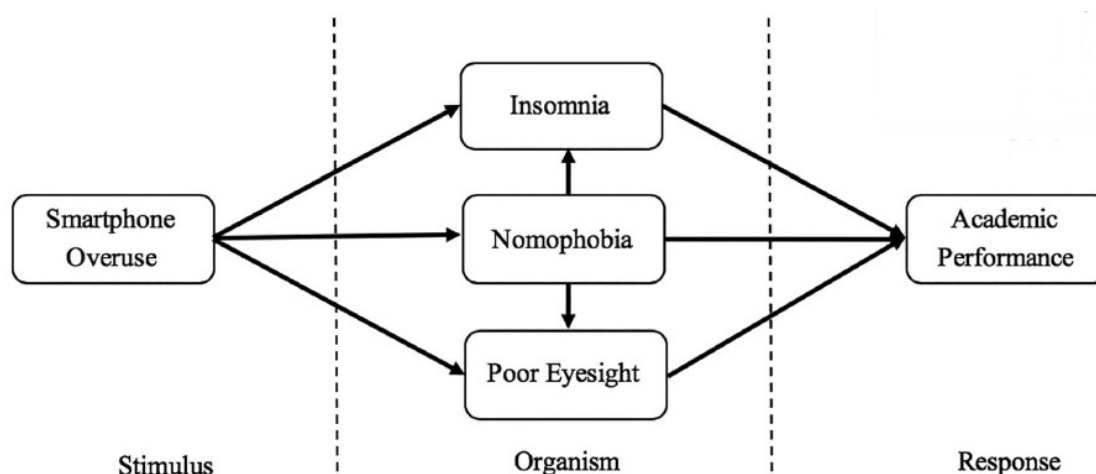 Insomnia
Smartphone
Overuse
Nomophobia
Academic
Performance
Poor Eyesight
Stimulus
Organism
Response